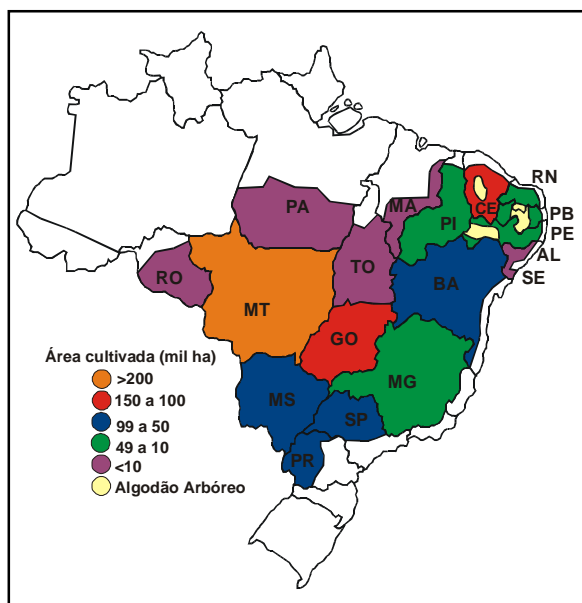 RN
PA
MA
CE
PB
PI
PE
AL
RO
TO
BA
SE
MT
GO
Área cultivada (mil ha)
>200
150 a 100
99 a 50
49 a 10
<10
Algodão Arbóreo
MS
MG
SP
PR